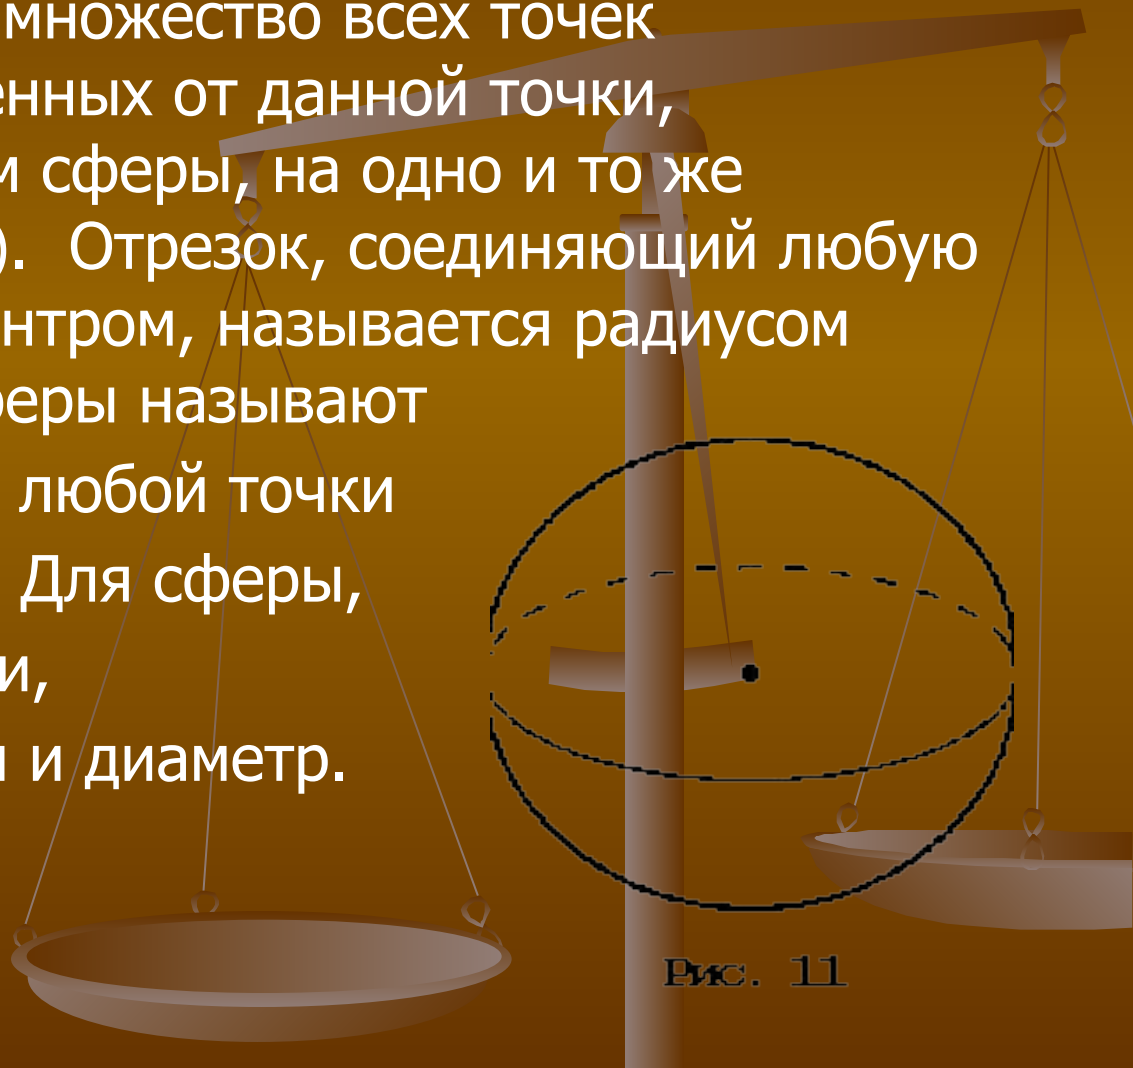 множество всех точек
енных от данной точки,
м сферы, на одно и то же
). Отрезок, соединяющий любую
нтром, называется радиусом
феры называют
любой точки
Для сферы,
и,
и и диаметр.
Рис. 11